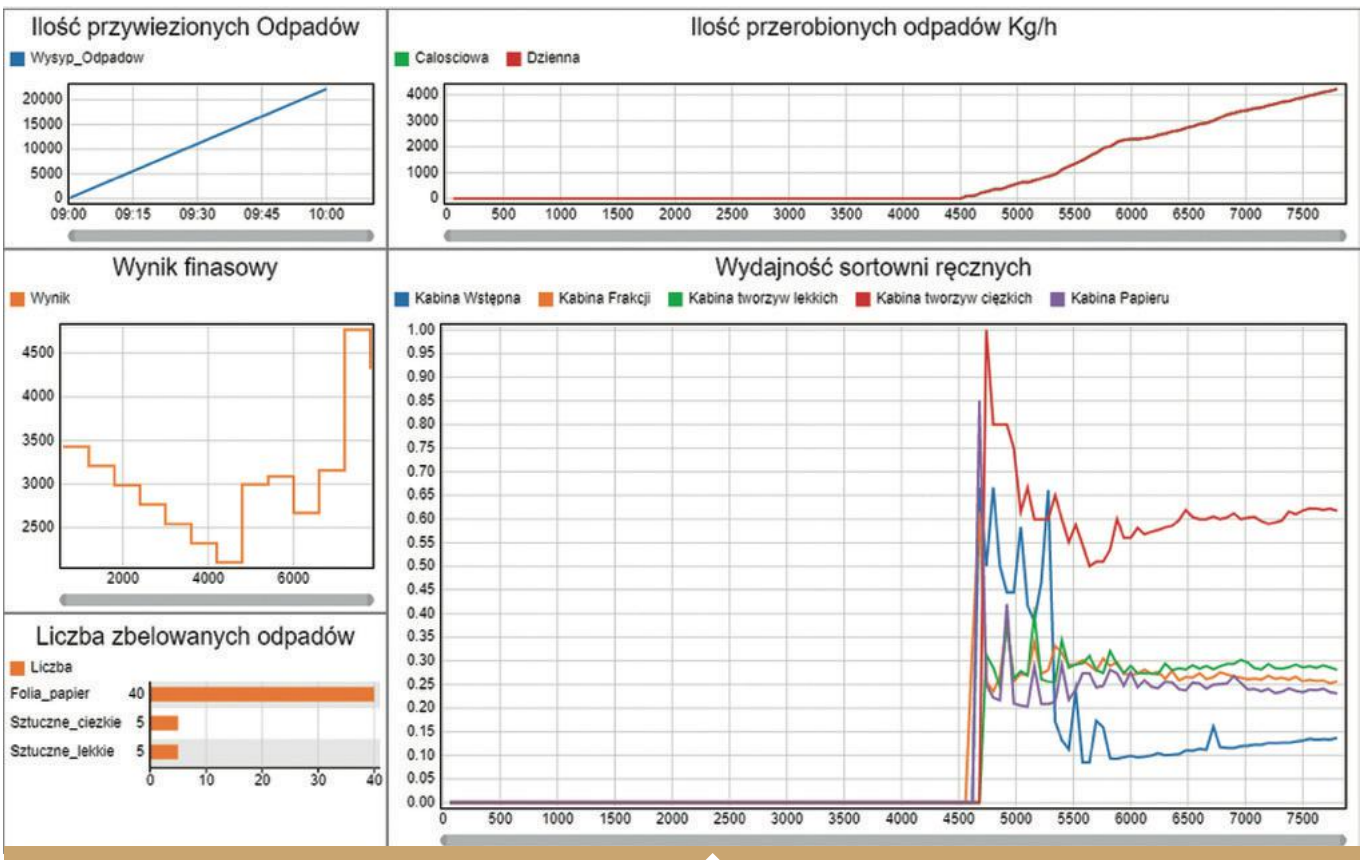 Ilość przywiezionych Odpadów
Wysyp_Odpadow
20000
15000
10000
5000
0
09:00 09:15 09:30 09:45 10:00
Ilość przerobionych odpadów Kg/h
Calosciowa Dzienna
4000
3000
2000
1000
0
0 500 1000 1500 2000 2500 3000 3500 4000 4500 5000 5500 6000 6500 7000 7500
Wynik finasowy
Wynik
4500
4000
3500
3000
2500
2000 4000 6000
Liczba zbelowanych odpadów
Liczba
Folia_papier 40
Sztuczne_ciezkie 5
Sztuczne_lekkie 5
0 10 20 30 40
Wydajność sortowni ręcznych
Kabina Wstępna Kabina Frakcji Kabina tworzyw lekkich Kabina tworzyw ciężkich Kabina Papieru
1.00
0.95
0.90
0.85
0.80
0.75
0.70
0.65
0.60
0.55
0.50
0.45
0.40
0.35
0.30
0.25
0.20
0.15
0.10
0.05
0.00
0 500 1000 1500 2000 2500 3000 3500 4000 4500 5000 5500 6000 6500 7000 7500